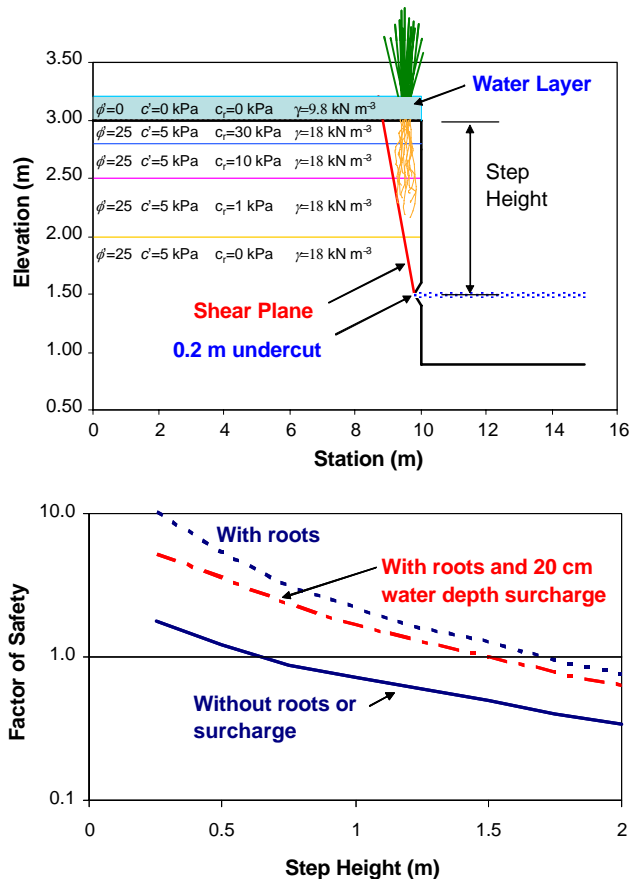 3.50
3.00
2.50
2.00
1.50
1.00
0.50
Elevation (m)
Water Layer
ϕ'=0 c'=0 kPa cᵣ=0 kPa γ=9.8 kN m⁻³
ϕ'=25 c'=5 kPa cᵣ=30 kPa γ=18 kN m⁻³
ϕ'=25 c'=5 kPa cᵣ=10 kPa γ=18 kN m⁻³
ϕ'=25 c'=5 kPa cᵣ=1 kPa γ=18 kN m⁻³
ϕ'=25 c'=5 kPa cᵣ=0 kPa γ=18 kN m⁻³
Step
Height
Shear Plane
0.2 m undercut
0 2 4 6 8 10 12 14 16
Station (m)
10.0
1.0
0.1
Factor of Safety
With roots
With roots and 20 cm
water depth surcharge
Without roots or
surcharge
0 0.5 1 1.5 2
Step Height (m)